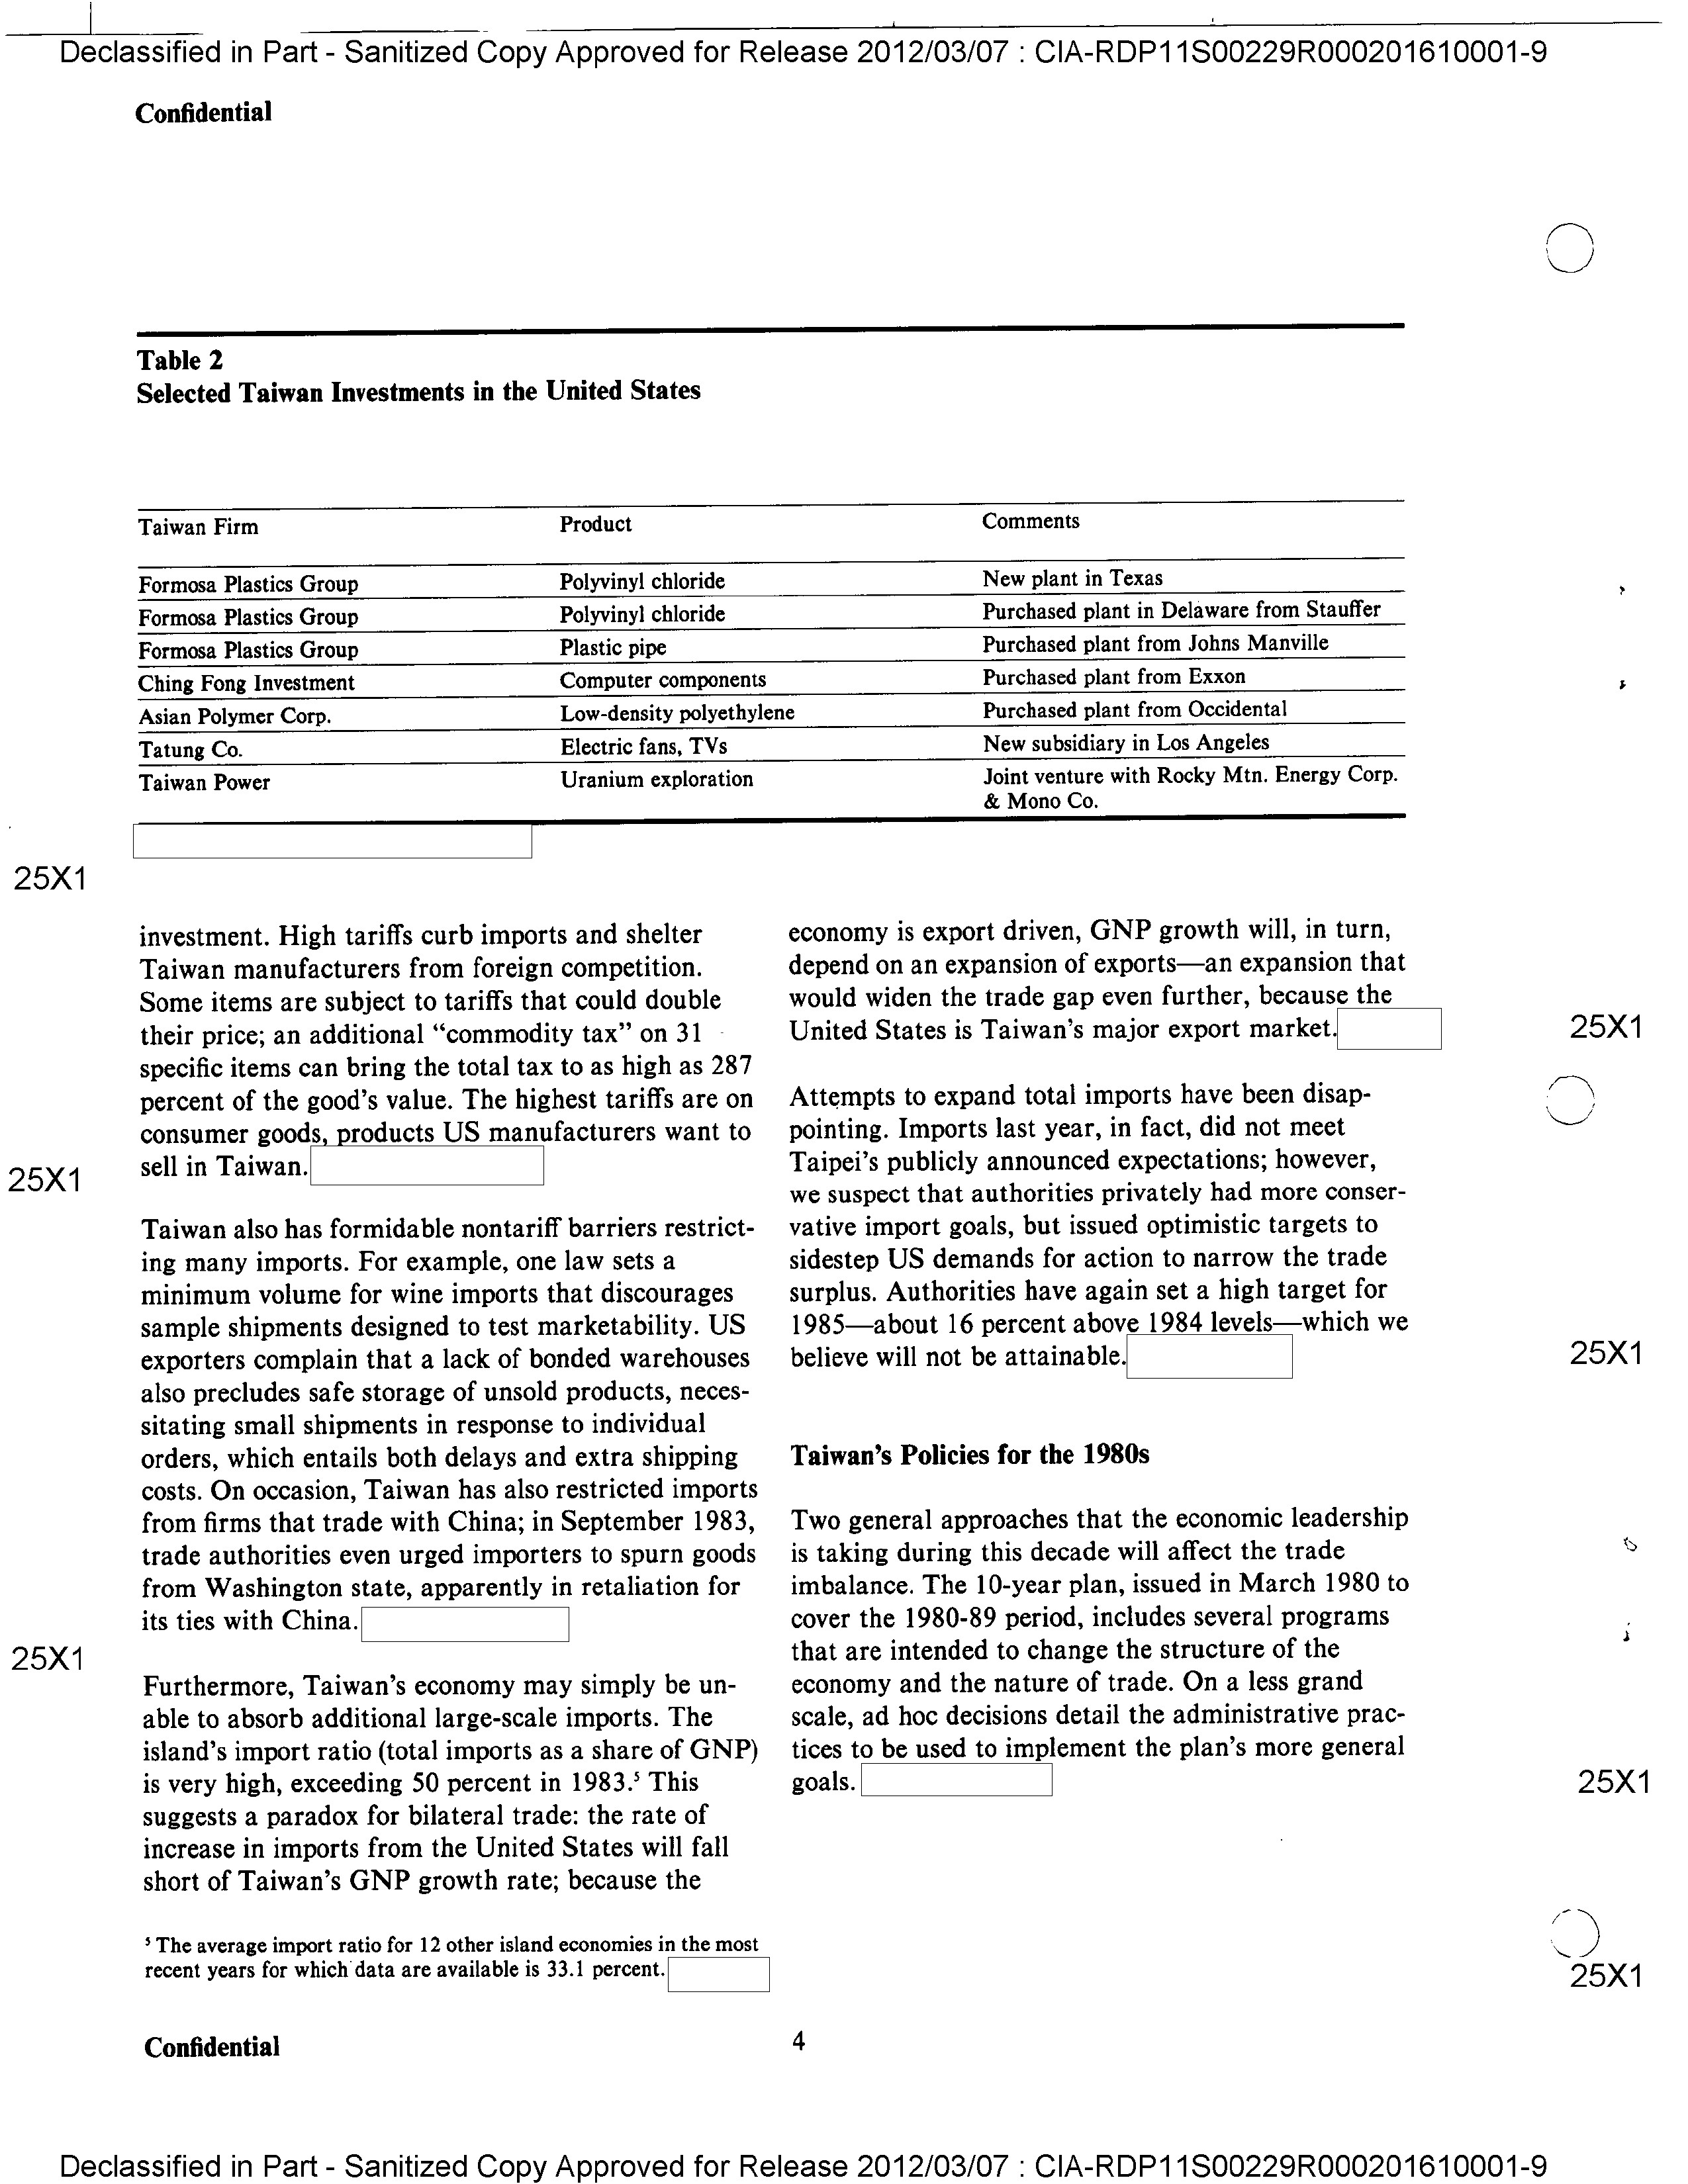 Declassified in Part - Sanitized Copy Approved for Release 2012/03/07 : CIA-RDP11S00229R000201610001-9
Confidential
Table 2
Selected Taiwan Investments in the United States
Taiwan Firm Product Comments
Formosa Plastics Group Polyvinyl chloride New plant in Texas
Formosa Plastics Group Polyvinyl chloride Purchased plant in Delaware from Stauffer
Formosa Plastics Group Plastic pipe Purchased plant from Johns Manville
Ching Fong Investment Computer components Purchased plant from Exxon
Asian Polymer Corp. Low-density polyethylene Purchased plant from Occidental
Tatung Co. Electric fans, TVs New subsidiary in Los Angeles
Taiwan Power Uranium exploration Joint venture with Rocky Mtn. Energy Corp.
& Mono Co.
25X1
investment. High tariffs curb imports and shelter
Taiwan manufacturers from foreign competition.
Some items are subject to tariffs that could double
their price; an additional “commodity tax” on 31
specific items can bring the total tax to as high as 287
percent of the good's value. The highest tariffs are on
consumer goods, products US manufacturers want to
sell in Taiwan.
25X1
Taiwan also has formidable nontariff barriers restrict-
ing many imports. For example, one law sets a
minimum volume for wine imports that discourages
sample shipments designed to test marketability. US
exporters complain that a lack of bonded warehouses
also precludes safe storage of unsold products, neces-
sitating small shipments in response to individual
orders, which entails both delays and extra shipping
costs. On occasion, Taiwan has also restricted imports
from firms that trade with China; in September 1983,
trade authorities even urged importers to spurn goods
from Washington state, apparently in retaliation for
its ties with China.
25X1
Furthermore, Taiwan's economy may simply be un-
able to absorb additional large-scale imports. The
island's import ratio (total imports as a share of GNP)
is very high, exceeding 50 percent in 1983.⁵ This
suggests a paradox for bilateral trade: the rate of
increase in imports from the United States will fall
short of Taiwan's GNP growth rate; because the
⁵ The average import ratio for 12 other island economies in the most
recent years for which data are available is 33.1 percent.
economy is export driven, GNP growth will, in turn,
depend on an expansion of exports—an expansion that
would widen the trade gap even further, because the
United States is Taiwan's major export market.
25X1
Attempts to expand total imports have been disap-
pointing. Imports last year, in fact, did not meet
Taipei's publicly announced expectations; however,
we suspect that authorities privately had more conser-
vative import goals, but issued optimistic targets to
sidestep US demands for action to narrow the trade
surplus. Authorities have again set a high target for
1985—about 16 percent above 1984 levels—which we
believe will not be attainable.
25X1
Taiwan's Policies for the 1980s
Two general approaches that the economic leadership
is taking during this decade will affect the trade
imbalance. The 10-year plan, issued in March 1980 to
cover the 1980-89 period, includes several programs
that are intended to change the structure of the
economy and the nature of trade. On a less grand
scale, ad hoc decisions detail the administrative prac-
tices to be used to implement the plan's more general
goals.
25X1
25X1
Confidential
4
Declassified in Part - Sanitized Copy Approved for Release 2012/03/07 : CIA-RDP11S00229R000201610001-9